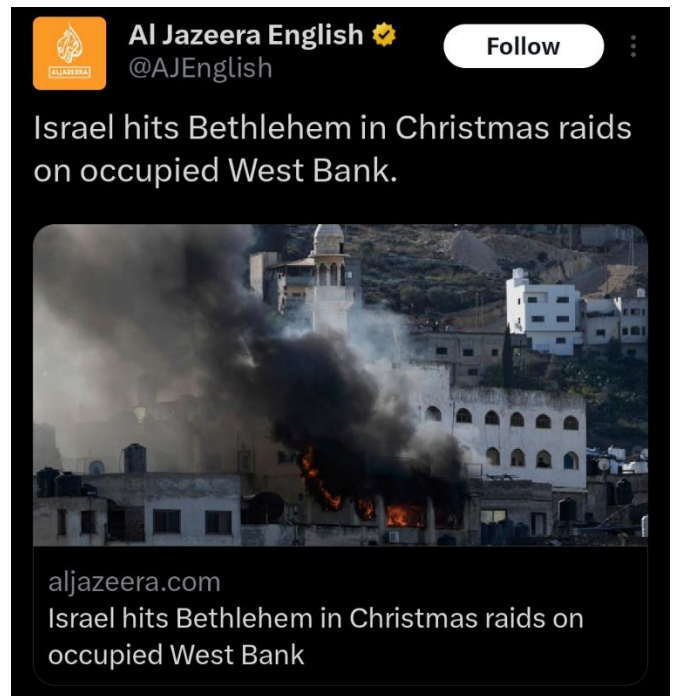 Al Jazeera English
Follow
@AJEnglish
ALJAZEERA
Israel hits Bethlehem in Christmas raids
on occupied West Bank.
aljazeera.com
Israel hits Bethlehem in Christmas raids on
occupied West Bank